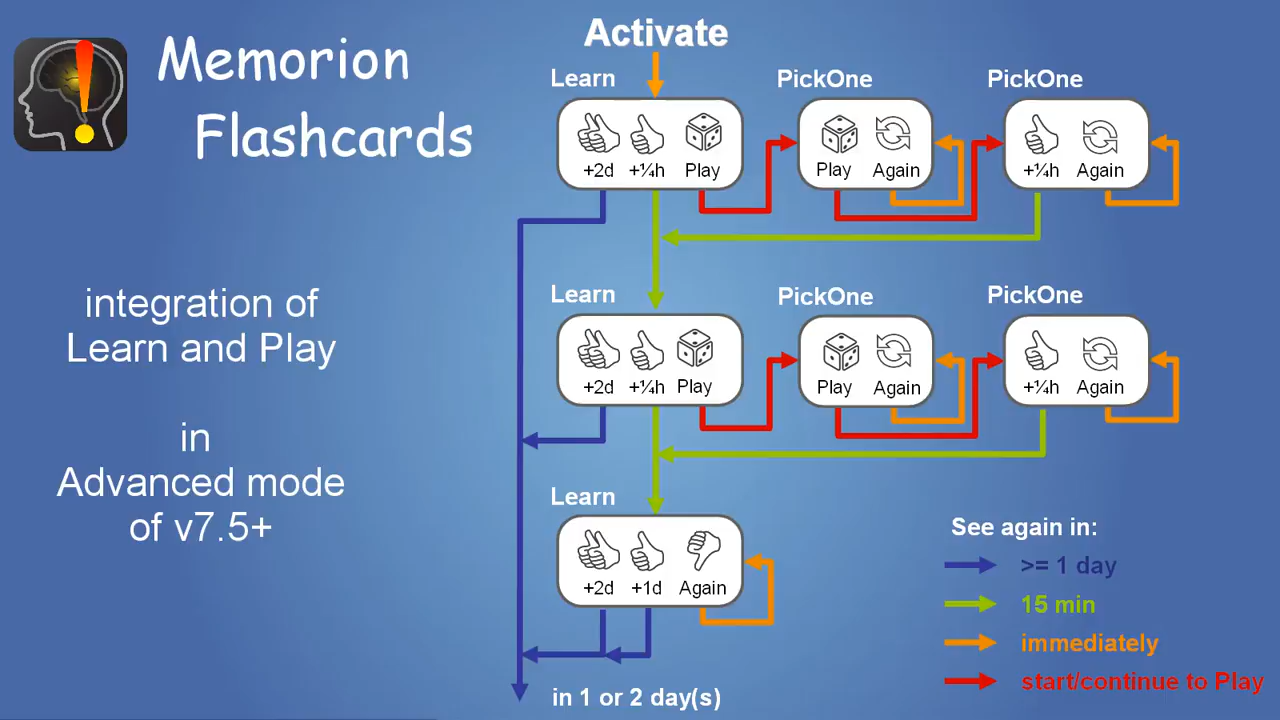 Memorion
Flashcards
integration of
Learn and Play
in
Advanced mode
of v7.5+
Activate
Learn PickOne PickOne
+2d +¼h Play Play Again +¼h Again
Learn PickOne PickOne
+2d +¼h Play Play Again +¼h Again
Learn
+2d +1d Again
in 1 or 2 day(s)
See again in:
>= 1 day
15 min
immediately
start/continue to Play